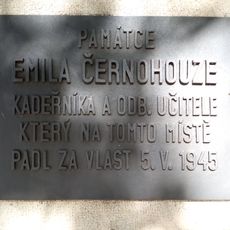 PAMÁTCE
EMILA ČERNOHOUZE
KADEŘNÍKA A ODB. UČITELE
KTERÝ NA TOMTO MÍSTĚ
PADL ZA VLAST 5. V. 1945